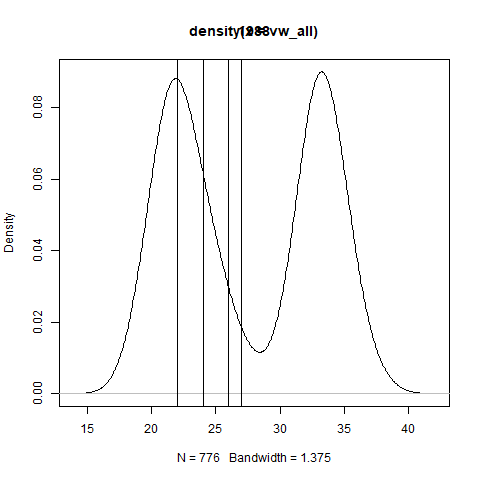 density(x = vw_all)
0.08
0.06
0.04
0.02
0.00
Density
15 20 25 30 35 40
N = 776 Bandwidth = 1.375